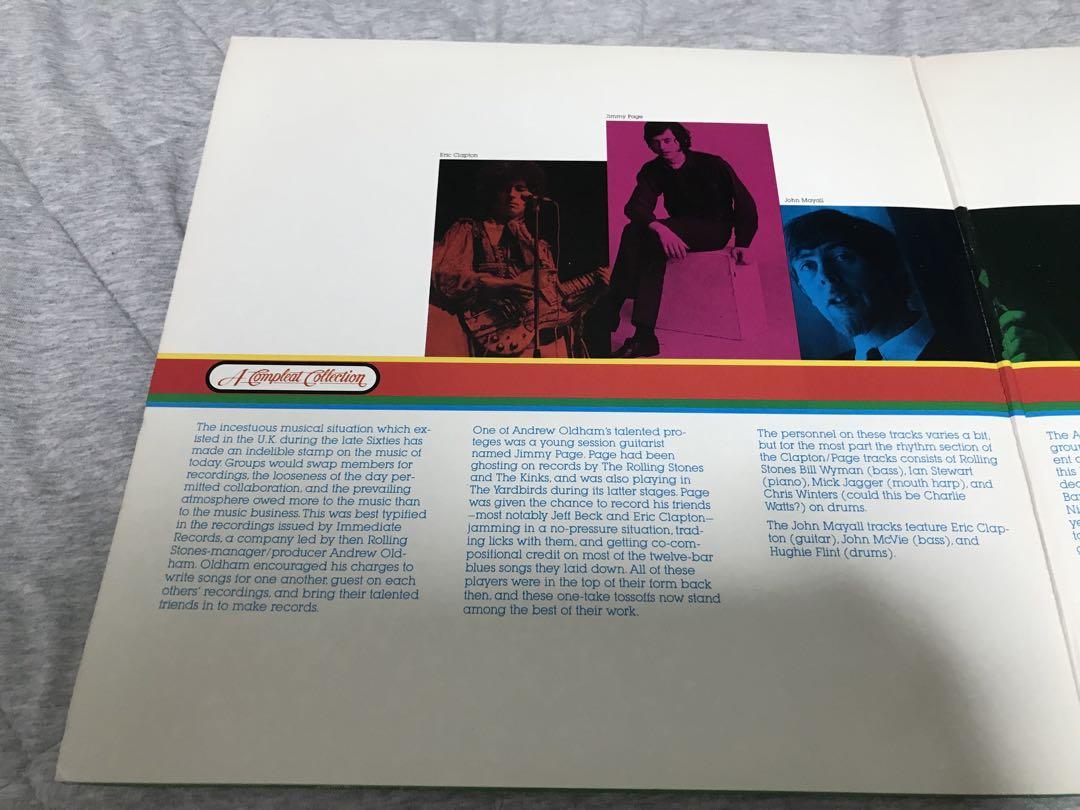 Jimmy Page
Eric Clapton
John Mayall
A Compleat Collection
The incestuous musical situation which ex-
isted in the U.K. during the late Sixties has
made an indelible stamp on the music of
today. Groups would swap members for
recordings, the looseness of the day per-
mitted collaboration, and the prevailing
atmosphere owed more to the music than
to the music business. This was best typified
in the recordings issued by Immediate
Records, a company led by then Rolling
Stones-manager/producer Andrew Old-
ham. Oldham encouraged his charges to
write songs for one another, guest on each
others' recordings, and bring their talented
friends in to make records.
One of Andrew Oldham's talented pro-
teges was a young session guitarist
named Jimmy Page. Page had been
ghosting on records by The Rolling Stones
and The Kinks, and was also playing in
The Yardbirds during its latter stages. Page
was given the chance to record his friends
—most notably Jeff Beck and Eric Clapton—
jamming in a no-pressure situation, trad-
ing licks with them, and getting co-com-
positional credit on most of the twelve-bar
blues songs they laid down. All of these
players were in the top of their form back
then, and these one-take tossoffs now stand
among the best of their work.
The personnel on these tracks varies a bit,
but for the most part the rhythm section of
the Clapton/Page tracks consists of Rolling
Stones Bill Wyman (bass), Ian Stewart
(piano), Mick Jagger (mouth harp), and
Chris Winters (could this be Charlie
Watts?) on drums.
The John Mayall tracks feature Eric Clap-
ton (guitar), John McVie (bass), and
Hughie Flint (drums).
The A
grou
ent c
this
dec
Bar
Ni
ye